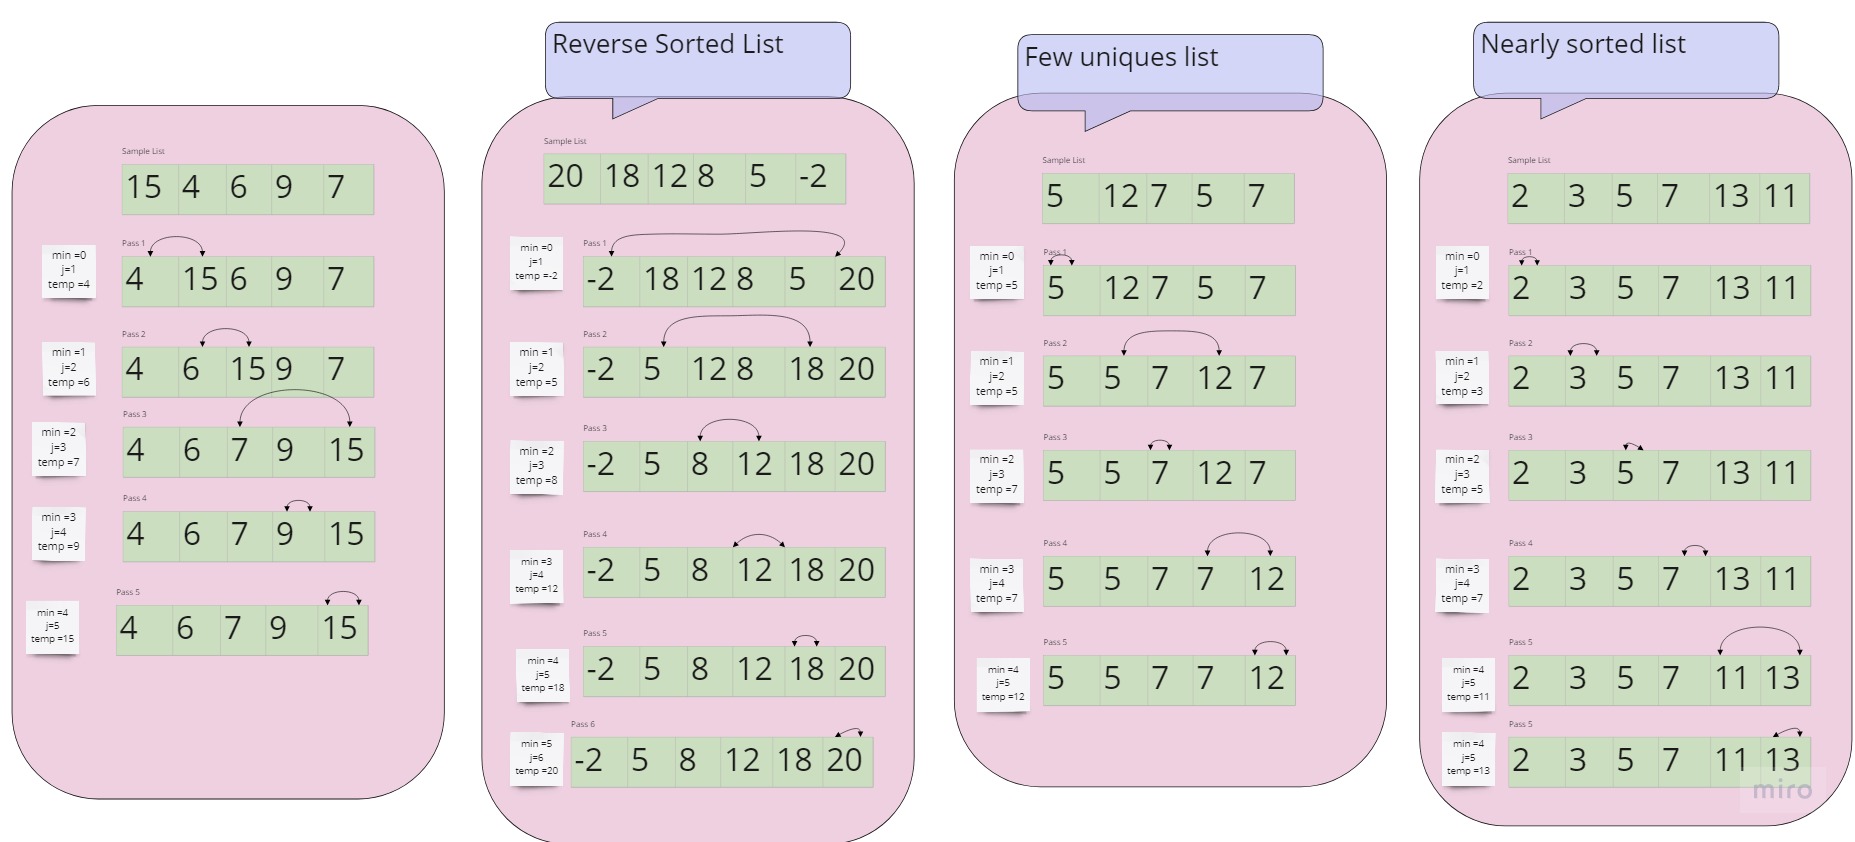 Sample List
15 4 6 9 7
min =0
j=1
temp =4
Pass 1
4 15 6 9 7
min =1
j=2
temp =6
Pass 2
4 6 15 9 7
min =2
j=3
temp =7
Pass 3
4 6 7 9 15
min =3
j=4
temp =9
Pass 4
4 6 7 9 15
min =4
j=5
temp =15
Pass 5
4 6 7 9 15
Reverse Sorted List
Sample List
20 18 12 8 5 -2
min =0
j=1
temp =-2
Pass 1
-2 18 12 8 5 20
min =1
j=2
temp =5
Pass 2
-2 5 12 8 18 20
min =2
j=3
temp =8
Pass 3
-2 5 8 12 18 20
min =3
j=4
temp =12
Pass 4
-2 5 8 12 18 20
min =4
j=5
temp =18
Pass 5
-2 5 8 12 18 20
min =5
j=6
temp =20
Pass 6
-2 5 8 12 18 20
Few uniques list
Sample List
5 12 7 5 7
min =0
j=1
temp =5
Pass 1
5 12 7 5 7
min =1
j=2
temp =5
Pass 2
5 5 7 12 7
min =2
j=3
temp =7
Pass 3
5 5 7 12 7
min =3
j=4
temp =7
Pass 4
5 5 7 7 12
min =4
j=5
temp =12
Pass 5
5 5 7 7 12
Nearly sorted list
Sample List
2 3 5 7 13 11
min =0
j=1
temp =2
Pass 1
2 3 5 7 13 11
min =1
j=2
temp =3
Pass 2
2 3 5 7 13 11
min =2
j=3
temp =5
Pass 3
2 3 5 7 13 11
min =3
j=4
temp =7
Pass 4
2 3 5 7 13 11
min =4
j=5
temp =11
Pass 5
2 3 5 7 11 13
min =4
j=5
temp =13
Pass 5
2 3 5 7 11 13
miro